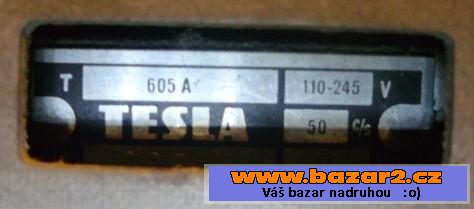 T 605 A 110-245 V
TESLA 50 c/s
www.bazar2.cz
Váš bazar nadruhou :o)